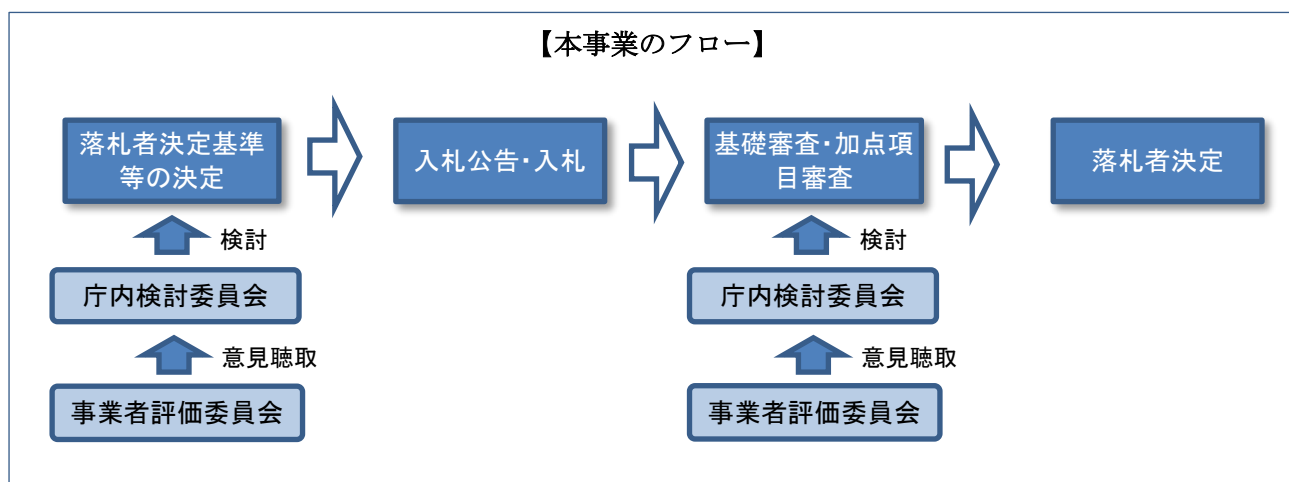 【本事業のフロー】
落札者決定基準
等の決定
入札公告・入札
基礎審査・加点項
目審査
落札者決定
検討
検討
庁内検討委員会
庁内検討委員会
意見聴取
意見聴取
事業者評価委員会
事業者評価委員会